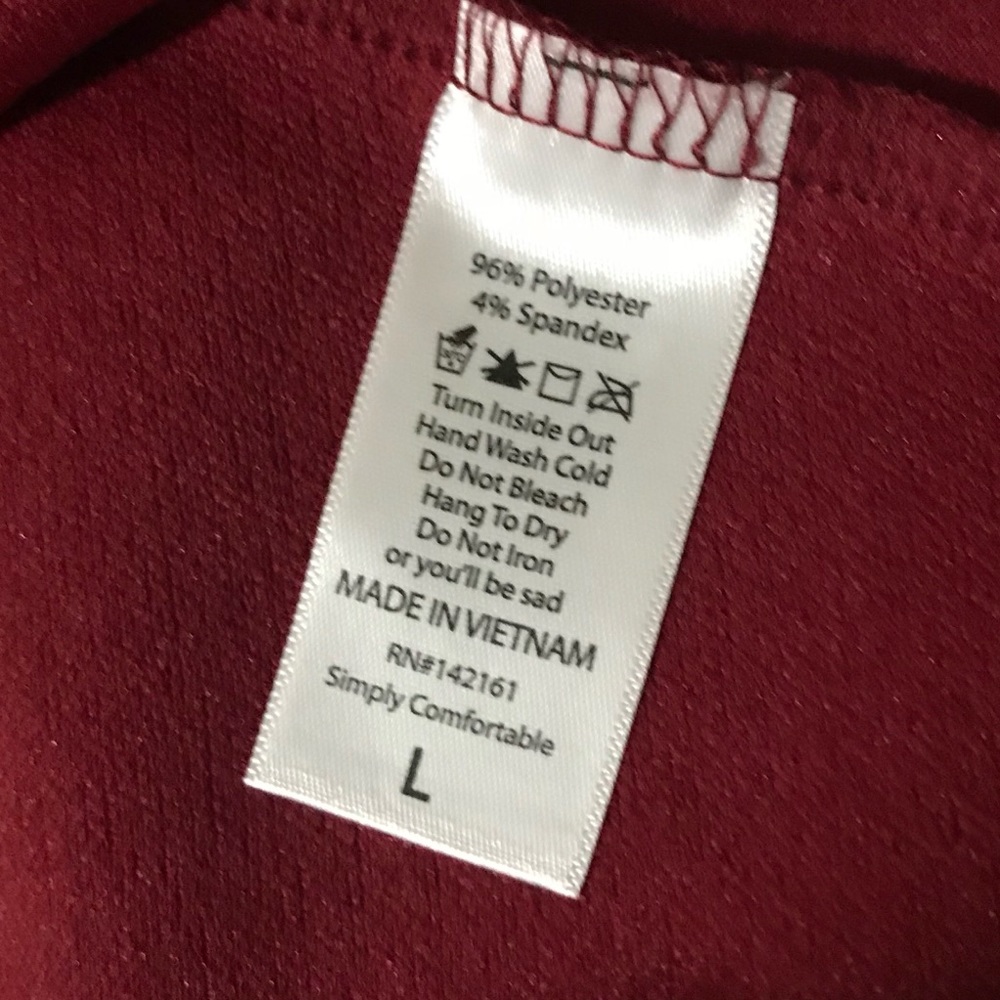 96% Polyester
4% Spandex
Turn Inside Out
Hand Wash Cold
Do Not Bleach
Hang To Dry
Do Not Iron
or you'll be sad
MADE IN VIETNAM
RN#142161
Simply Comfortable
L